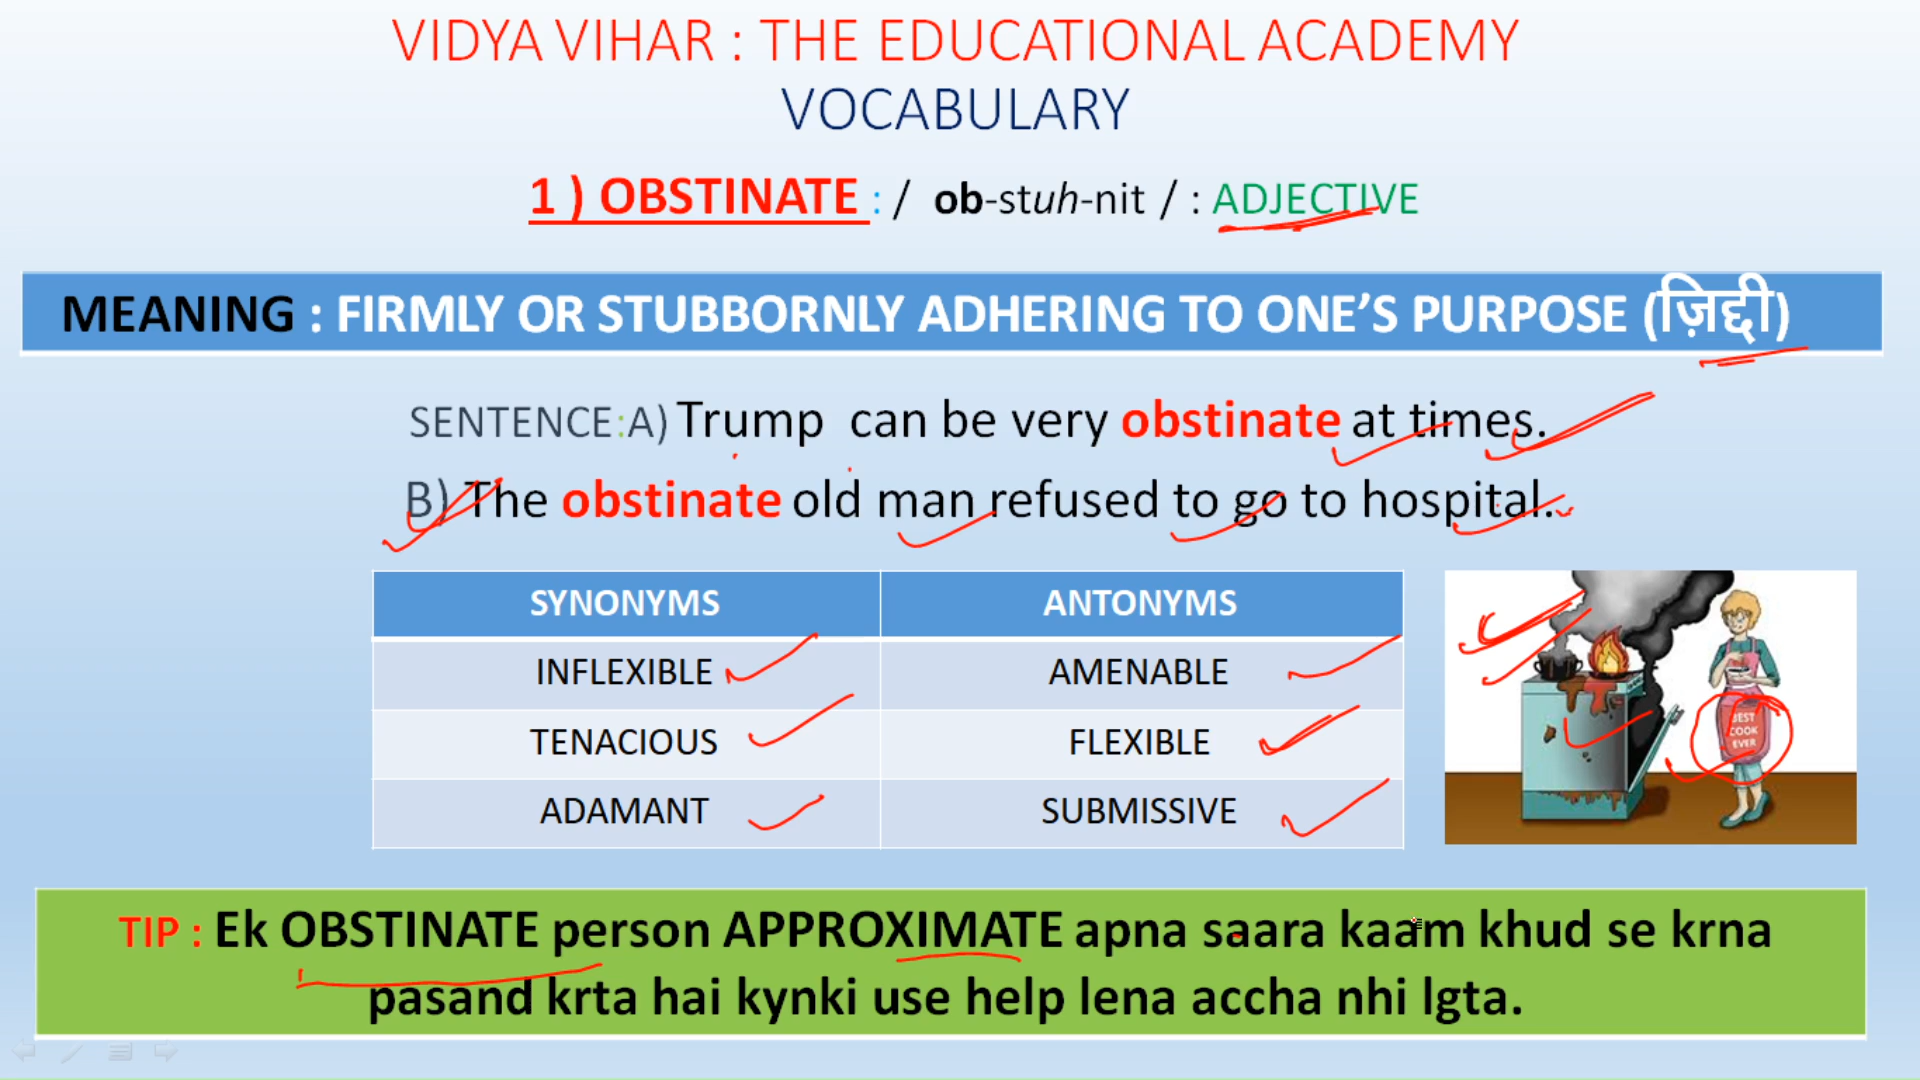 VIDYA VIHAR : THE EDUCATIONAL ACADEMY
VOCABULARY
1 ) OBSTINATE : / ob-stuh-nit / : ADJECTIVE
MEANING : FIRMLY OR STUBBORNLY ADHERING TO ONE'S PURPOSE (ज़िद्दी)
SENTENCE:A) Trump can be very obstinate at times.
B) The obstinate old man refused to go to hospital.
SYNONYMS ANTONYMS
INFLEXIBLE AMENABLE
TENACIOUS FLEXIBLE
ADAMANT SUBMISSIVE
BEST
COOK
EVER
TIP : Ek OBSTINATE person APPROXIMATE apna saara kaam khud se krna
pasand krta hai kynki use help lena accha nhi lgta.